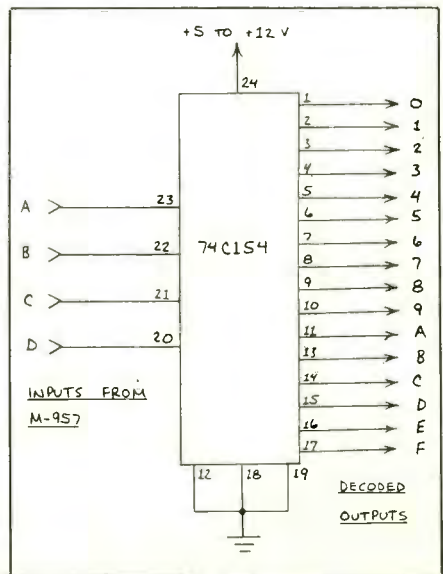 +5 TO +12 V
24
1 0
2 1
3 2
4 3
5 4
6 5
7 6
8 7
9 8
10 9
11 A
13 B
14 C
15 D
16 E
17 F
A 23
B 22
C 21
D 20
74C154
INPUTS FROM
M-957
12 18 19
DECODED
OUTPUTS